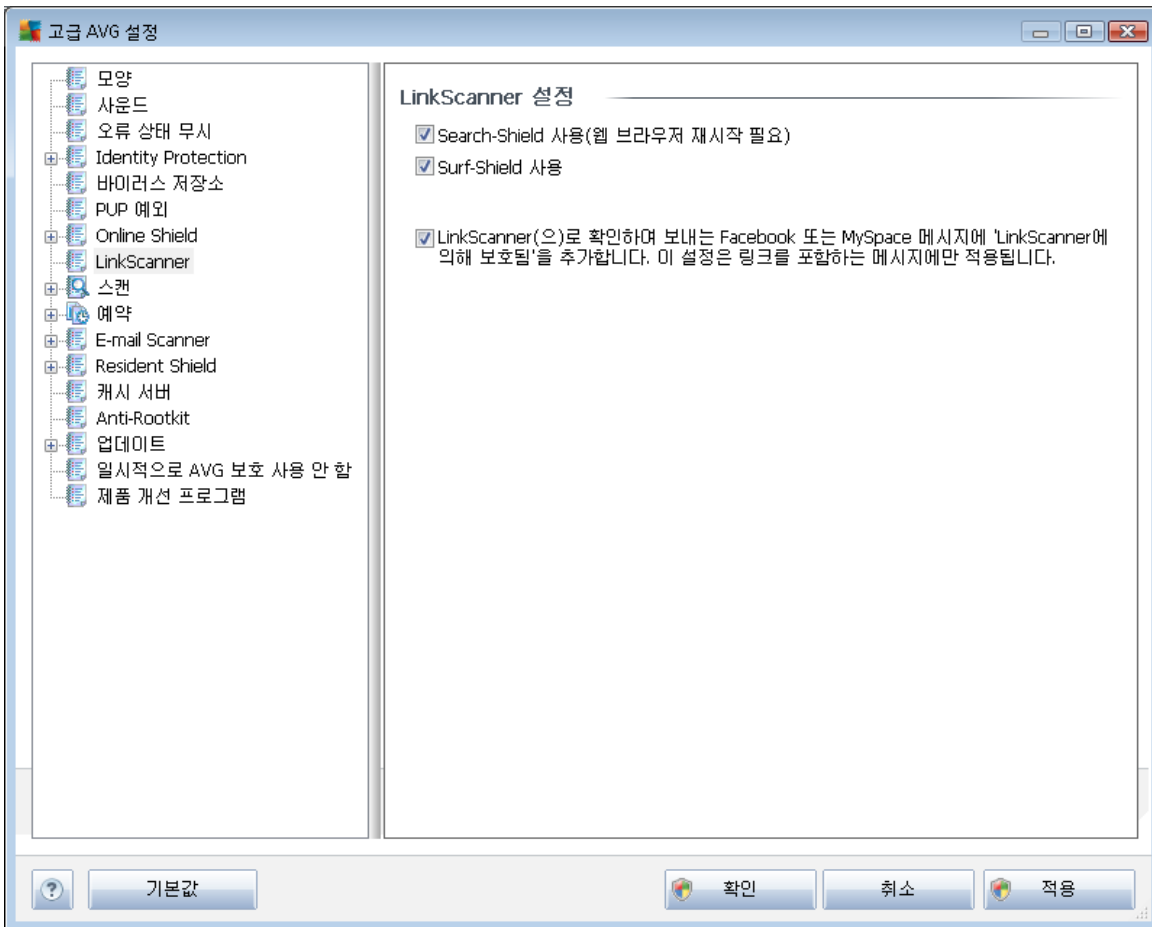 고급 AVG 설정
모양
사운드
오류 상태 무시
Identity Protection
바이러스 저장소
PUP 예외
Online Shield
LinkScanner
스캔
예약
E-mail Scanner
Resident Shield
캐시 서버
Anti-Rootkit
업데이트
일시적으로 AVG 보호 사용 안 함
제품 개선 프로그램
LinkScanner 설정
Search-Shield 사용(웹 브라우저 재시작 필요)
Surf-Shield 사용
LinkScanner(으)로 확인하여 보내는 Facebook 또는 MySpace 메시지에 'LinkScanner에
의해 보호됨'을 추가합니다. 이 설정은 링크를 포함하는 메시지에만 적용됩니다.
?
기본값
확인
취소
적용